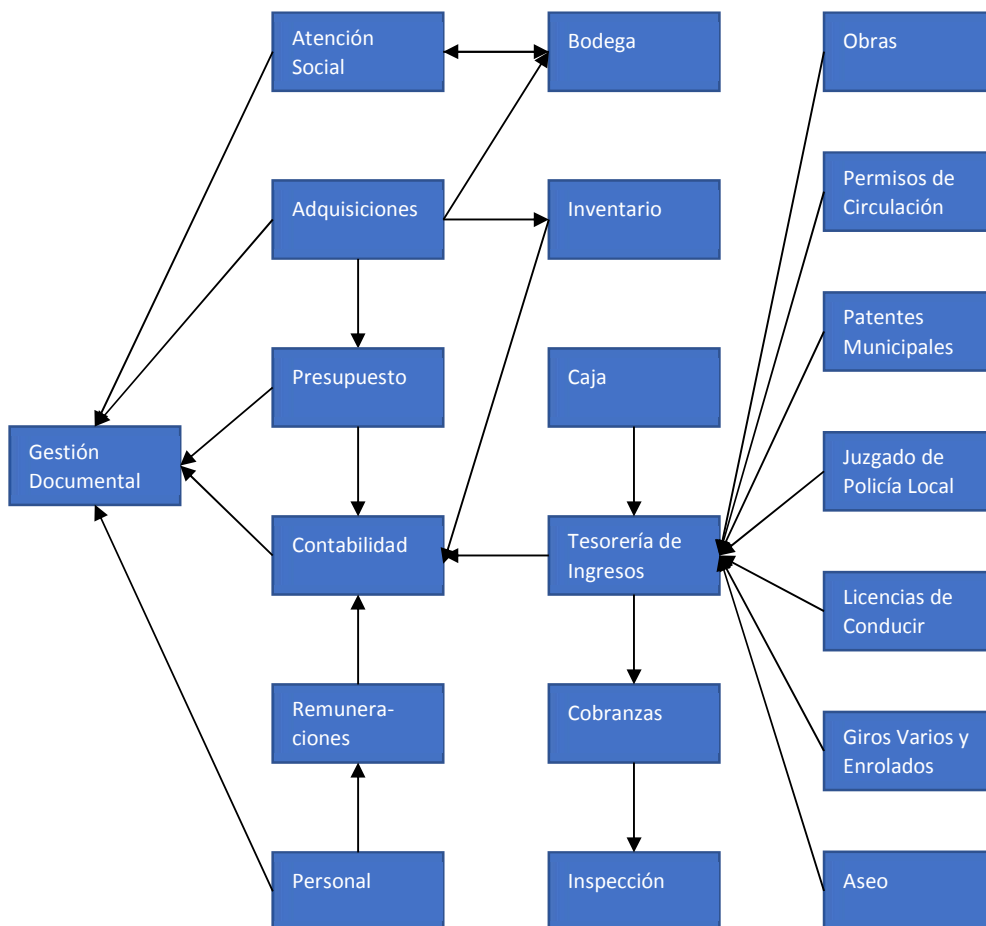 Atención
Social
Bodega
Obras
Adquisiciones
Inventario
Permisos de
Circulación
Presupuesto
Caja
Patentes
Municipales
Gestión
Documental
Contabilidad
Tesorería de
Ingresos
Juzgado de
Policía Local
Licencias de
Conducir
Remunera-
ciones
Cobranzas
Giros Varios y
Enrolados
Personal
Inspección
Aseo